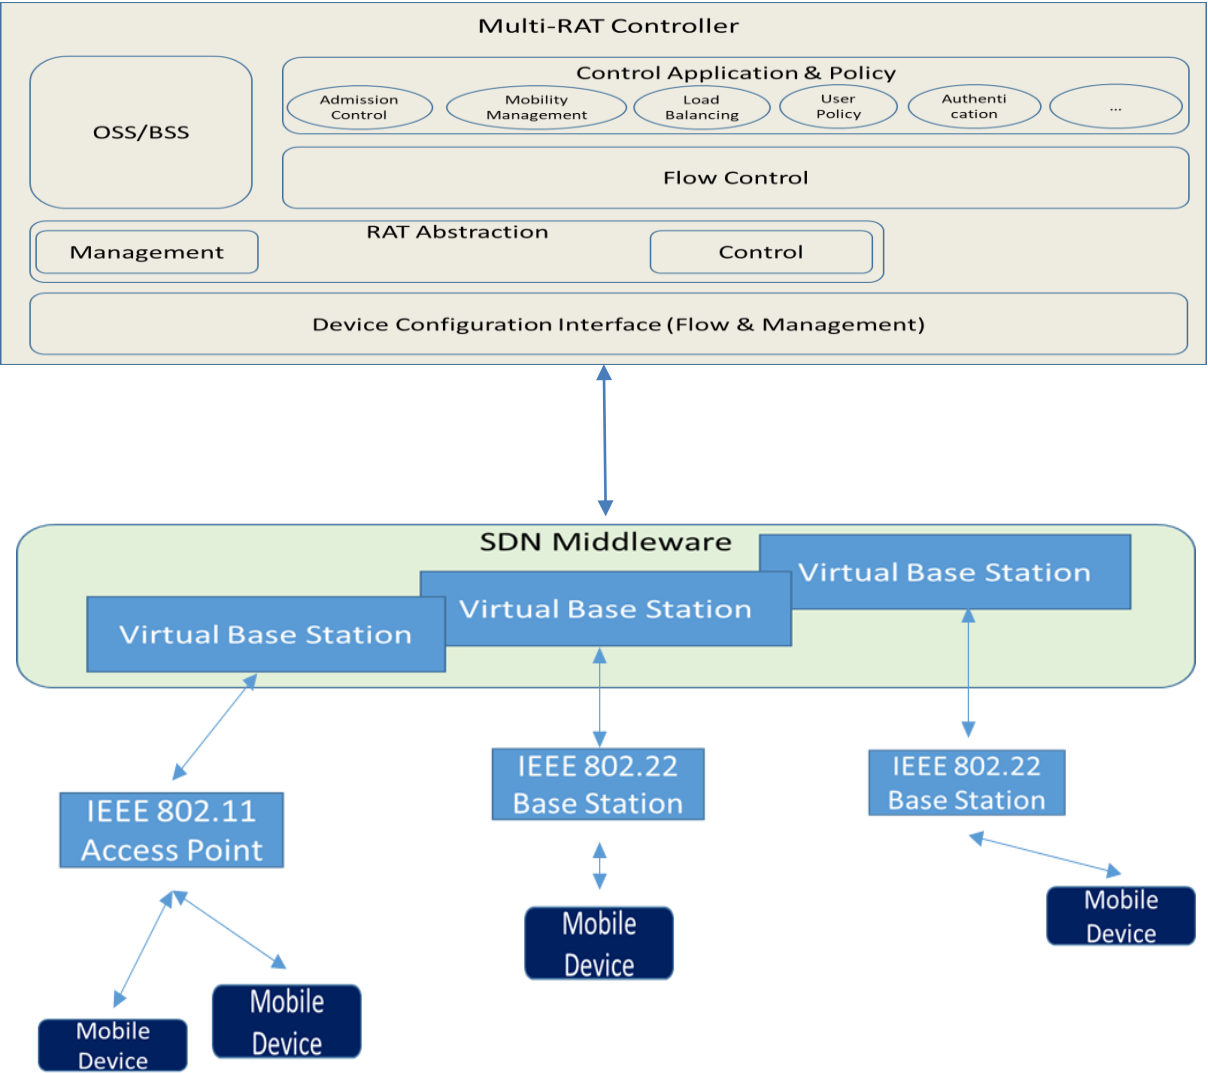 Multi-RAT Controller
OSS/BSS
Control Application & Policy
Admission
Control
Mobility
Management
Load
Balancing
User
Policy
Authenti
cation
...
Flow Control
RAT Abstraction
Management
Control
Device Configuration Interface (Flow & Management)
SDN Middleware
Virtual Base Station
Virtual Base Station
Virtual Base Station
IEEE 802.11
Access Point
IEEE 802.22
Base Station
IEEE 802.22
Base Station
Mobile
Device
Mobile
Device
Mobile
Device
Mobile
Device